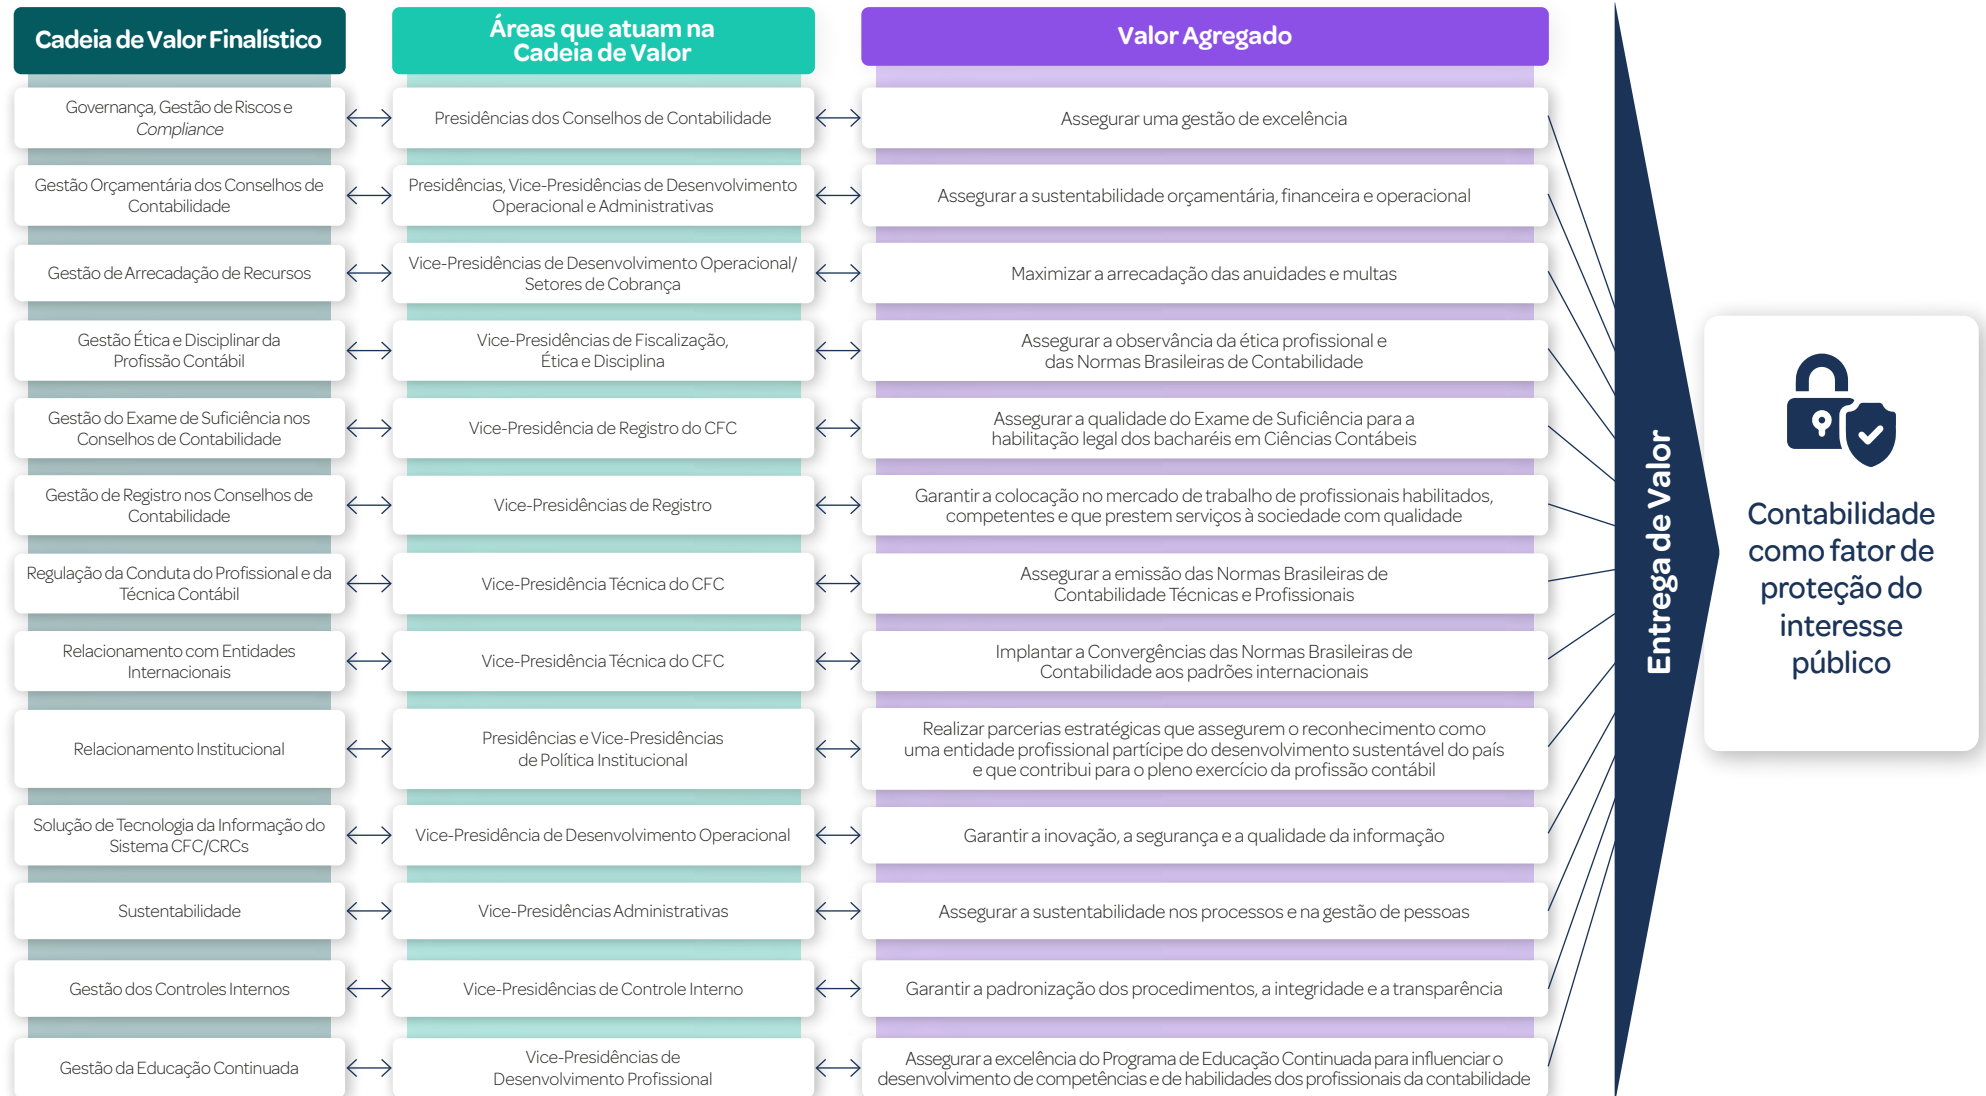 Cadeia de Valor Finalístico
Áreas que atuam na
Cadeia de Valor
Valor Agregado
Governança, Gestão de Riscos e
Compliance
Presidências dos Conselhos de Contabilidade
Assegurar uma gestão de excelência
Gestão Orçamentária dos Conselhos de
Contabilidade
Presidências, Vice-Presidências de Desenvolvimento
Operacional e Administrativas
Assegurar a sustentabilidade orçamentária, financeira e operacional
Gestão de Arrecadação de Recursos
Vice-Presidências de Desenvolvimento Operacional/
Setores de Cobrança
Maximizar a arrecadação das anuidades e multas
Gestão Ética e Disciplinar da
Profissão Contábil
Vice-Presidências de Fiscalização,
Ética e Disciplina
Assegurar a observância da ética profissional e
das Normas Brasileiras de Contabilidade
Gestão do Exame de Suficiência nos
Conselhos de Contabilidade
Vice-Presidência de Registro do CFC
Assegurar a qualidade do Exame de Suficiência para a
habilitação legal dos bacharéis em Ciências Contábeis
Gestão de Registro nos Conselhos de
Contabilidade
Vice-Presidências de Registro
Garantir a colocação no mercado de trabalho de profissionais habilitados,
competentes e que prestem serviços à sociedade com qualidade
Regulação da Conduta do Profissional e da
Técnica Contábil
Vice-Presidência Técnica do CFC
Assegurar a emissão das Normas Brasileiras de
Contabilidade Técnicas e Profissionais
Relacionamento com Entidades
Internacionais
Vice-Presidência Técnica do CFC
Implantar a Convergências das Normas Brasileiras de
Contabilidade aos padrões internacionais
Relacionamento Institucional
Presidências e Vice-Presidências
de Política Institucional
Realizar parcerias estratégicas que assegurem o reconhecimento como
uma entidade profissional partícipe do desenvolvimento sustentável do país
e que contribui para o pleno exercício da profissão contábil
Solução de Tecnologia da Informação do
Sistema CFC/CRCs
Vice-Presidência de Desenvolvimento Operacional
Garantir a inovação, a segurança e a qualidade da informação
Sustentabilidade
Vice-Presidências Administrativas
Assegurar a sustentabilidade nos processos e na gestão de pessoas
Gestão dos Controles Internos
Vice-Presidências de Controle Interno
Garantir a padronização dos procedimentos, a integridade e a transparência
Gestão da Educação Continuada
Vice-Presidências de
Desenvolvimento Profissional
Assegurar a excelência do Programa de Educação Continuada para influenciar o
desenvolvimento de competências e de habilidades dos profissionais da contabilidade
Entrega de Valor
Contabilidade
como fator de
proteção do
interesse
público